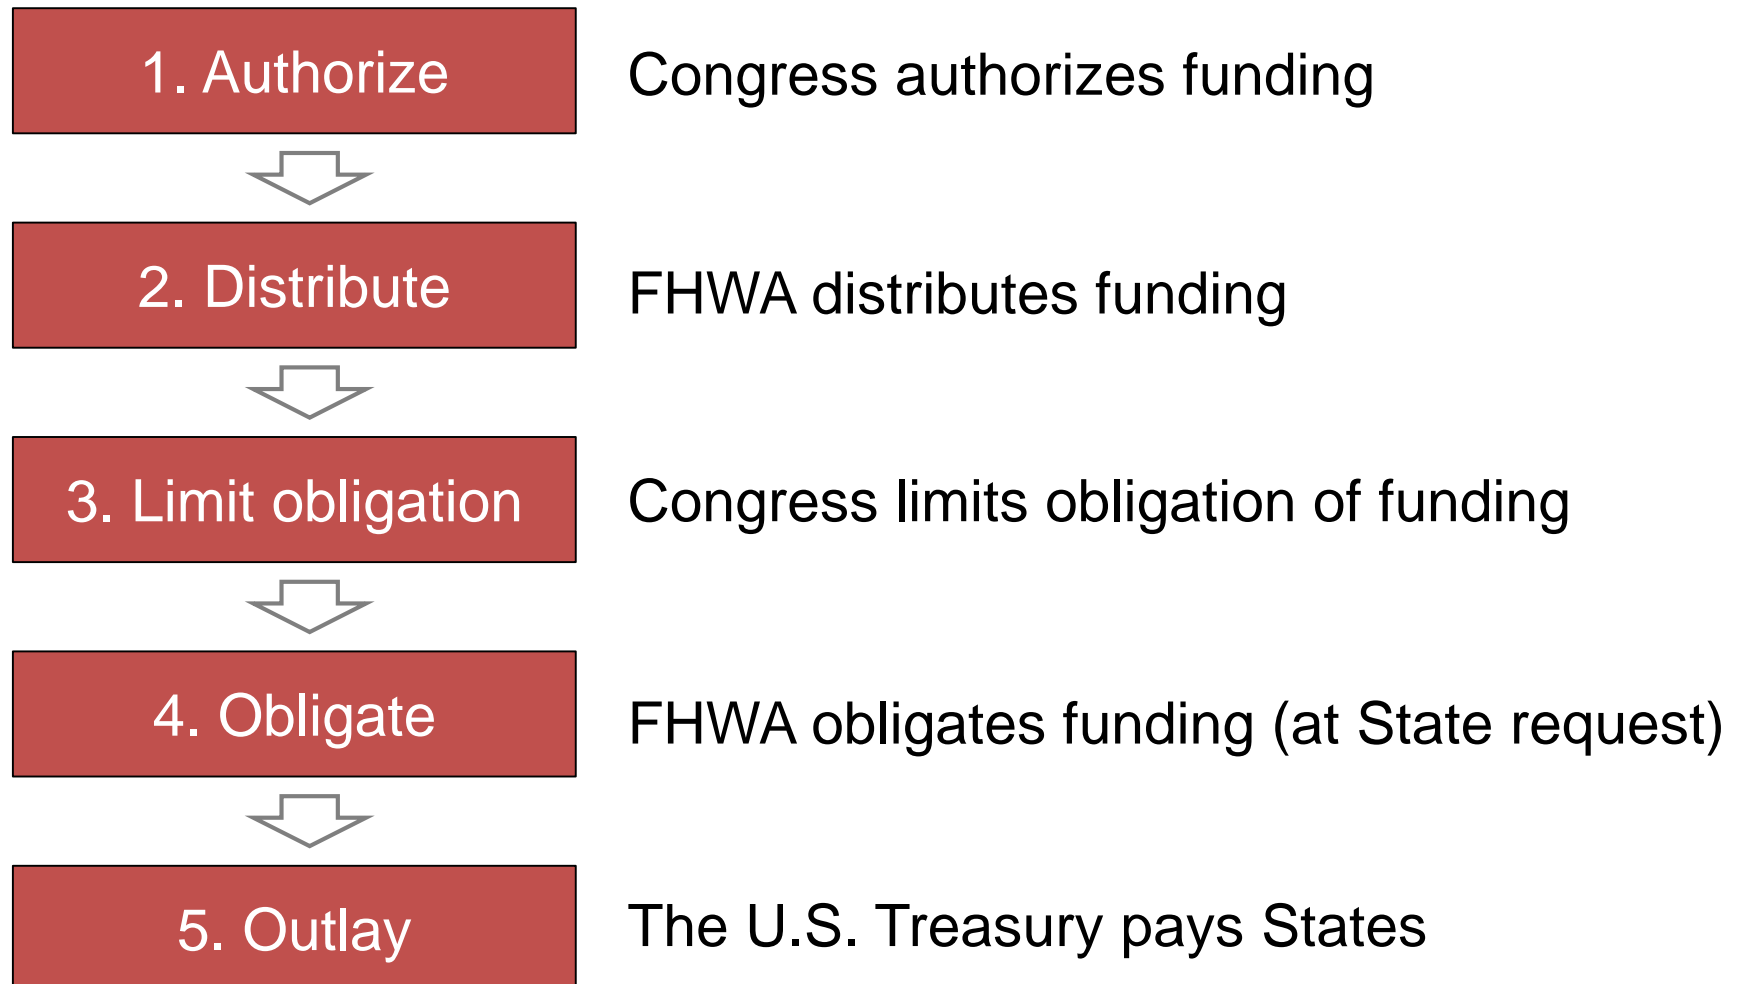 1. Authorize
Congress authorizes funding
2. Distribute
FHWA distributes funding
3. Limit obligation
Congress limits obligation of funding
4. Obligate
FHWA obligates funding (at State request)
5. Outlay
The U.S. Treasury pays States